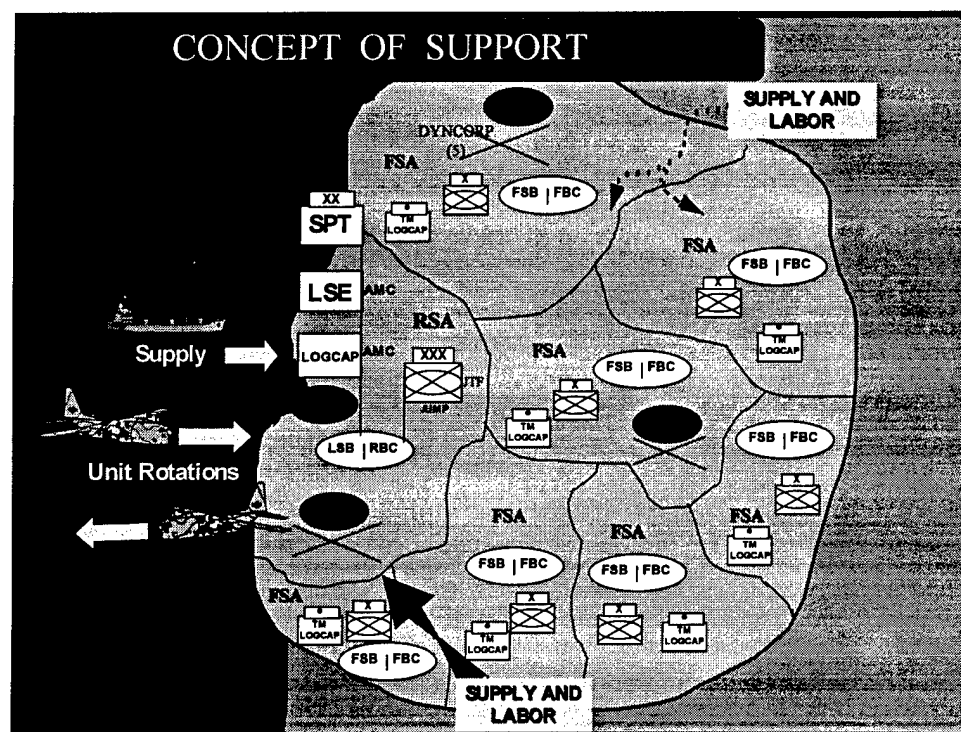 CONCEPT OF SUPPORT
SUPPLY AND
LABOR
DYNCORP
(5)
FSA
X
FSB | FBC
•
TM
LOGCAP
XX
SPT
LSE
AMC
LOGCAP
AMC
RSA
XXX
JTF
LSB | RBC
Supply
Unit Rotations
FSA
FSB | FBC
X
•
TM
LOGCAP
FSA
FSB | FBC
X
•
TM
LOGCAP
FSB | FBC
X
FSA
•
TM
LOGCAP
FSA
FSB | FBC
X
•
TM
LOGCAP
FSA
FSB | FBC
X
•
TM
LOGCAP
FSA
X
•
TM
LOGCAP
FSB | FBC
SUPPLY AND
LABOR